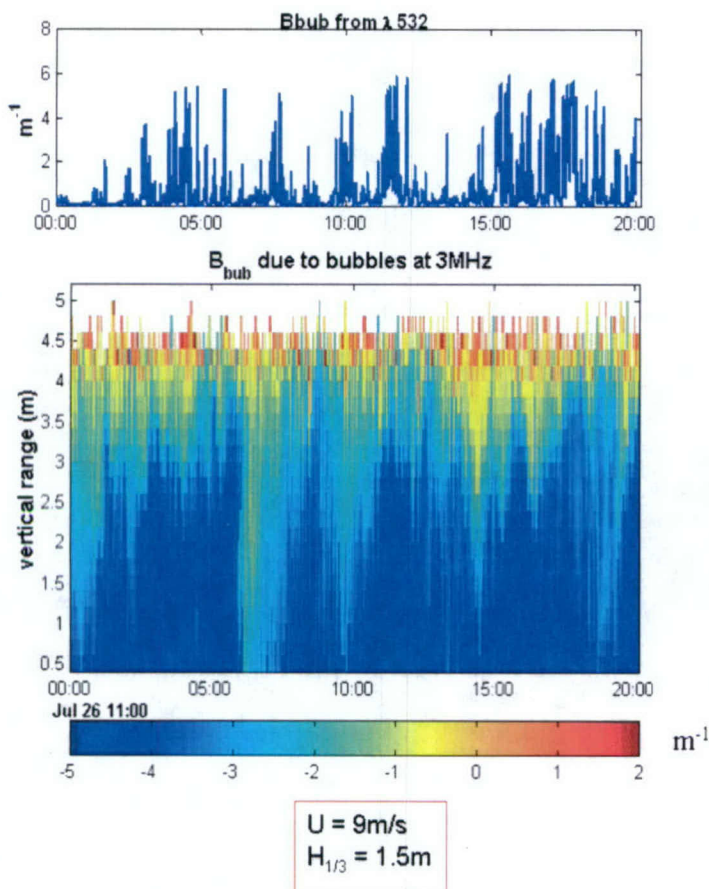 Bbub from λ 532
8
6
4
2
0
m⁻¹
00:00 05:00 10:00 15:00 20:00
B_bub due to bubbles at 3MHz
5
4.5
4
3.5
3
2.5
2
1.5
1
0.5
vertical range (m)
00:00 05:00 10:00 15:00 20:00
Jul 26 11:00
-5 -4 -3 -2 -1 0 1 2
m⁻¹
U = 9m/s
H_1/3 = 1.5m